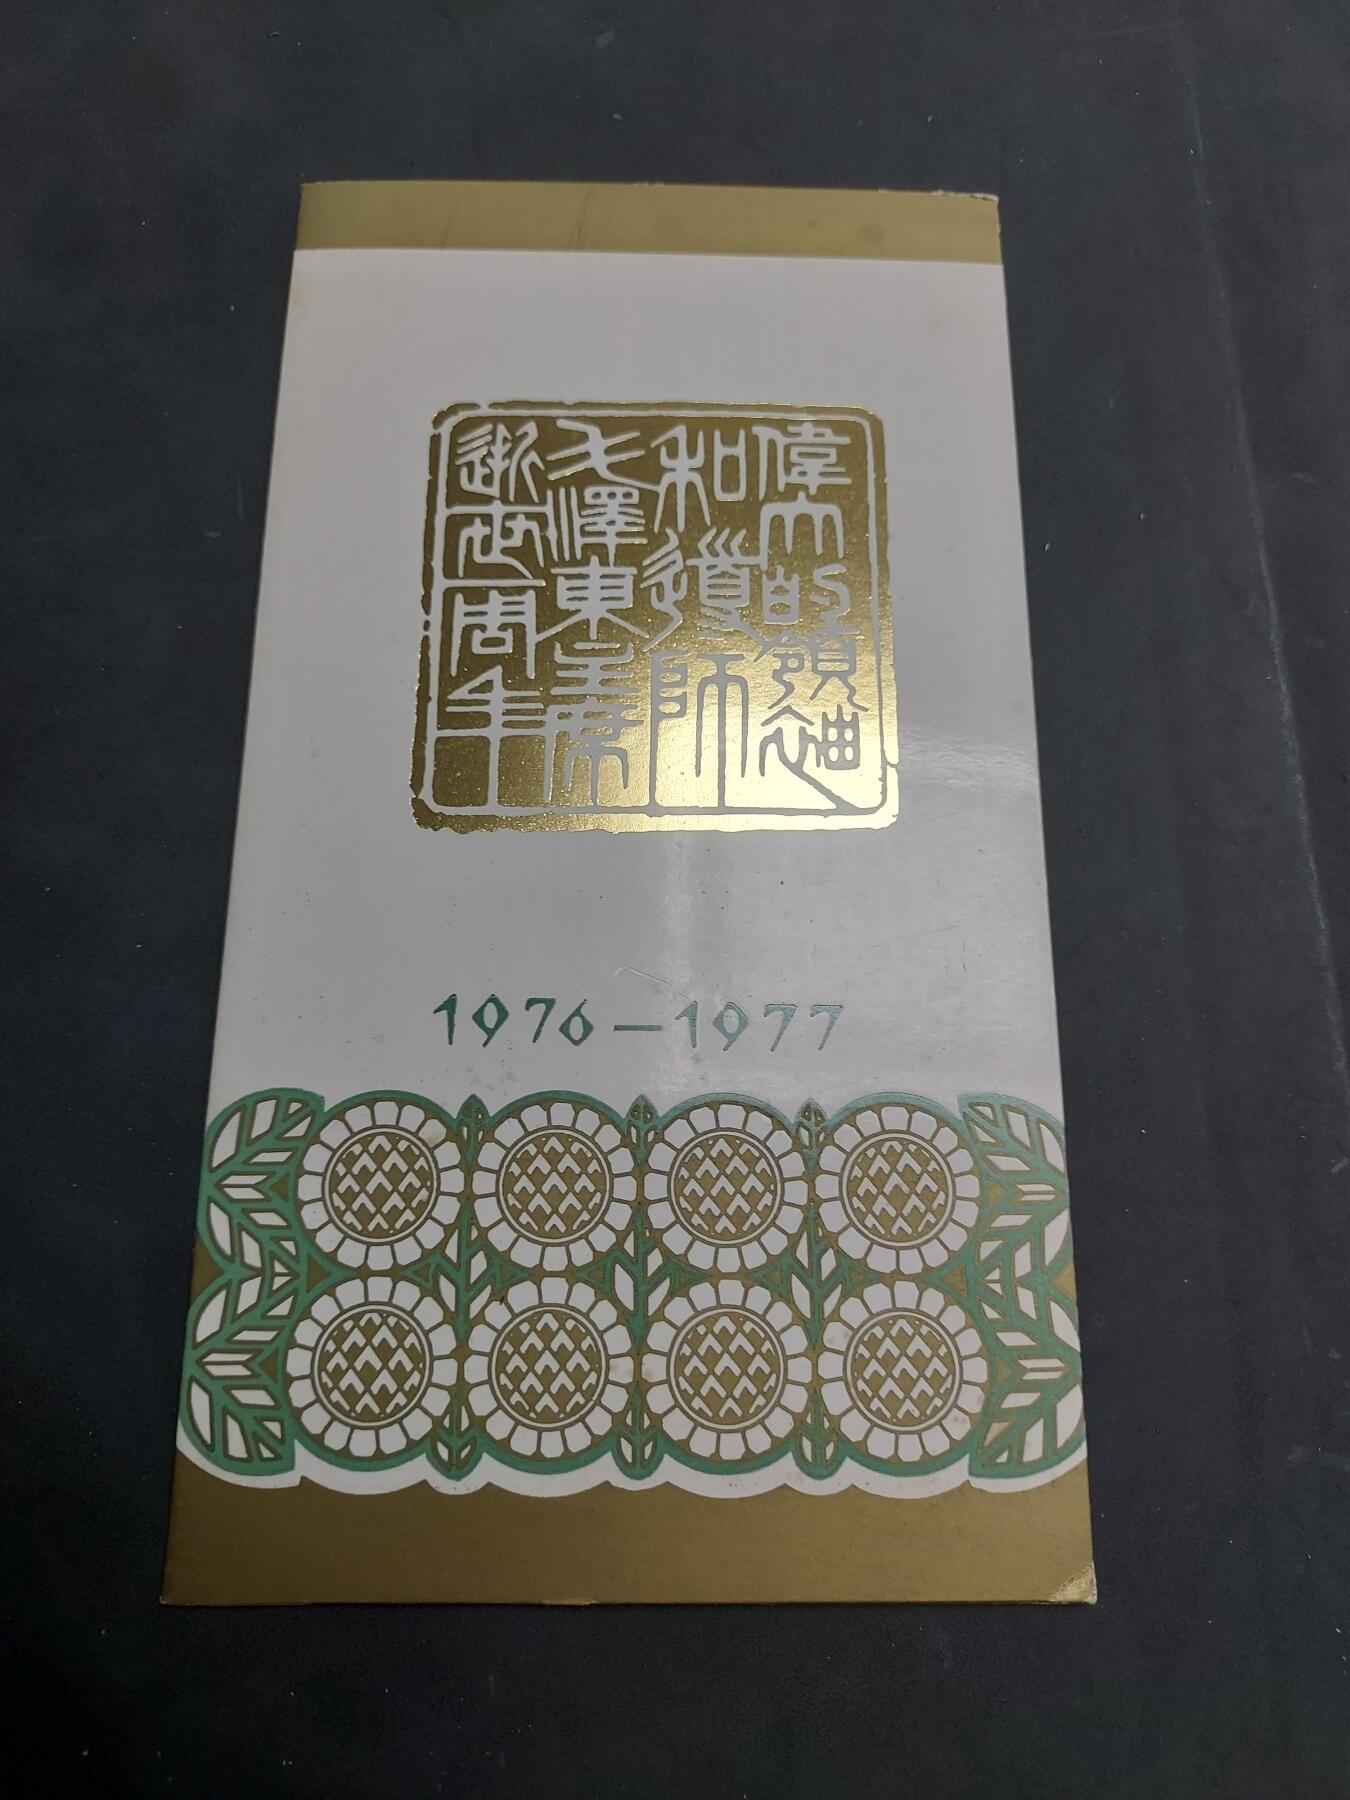 偉大的領袖
和導師
毛澤東主席
逝世周年
1976—1977